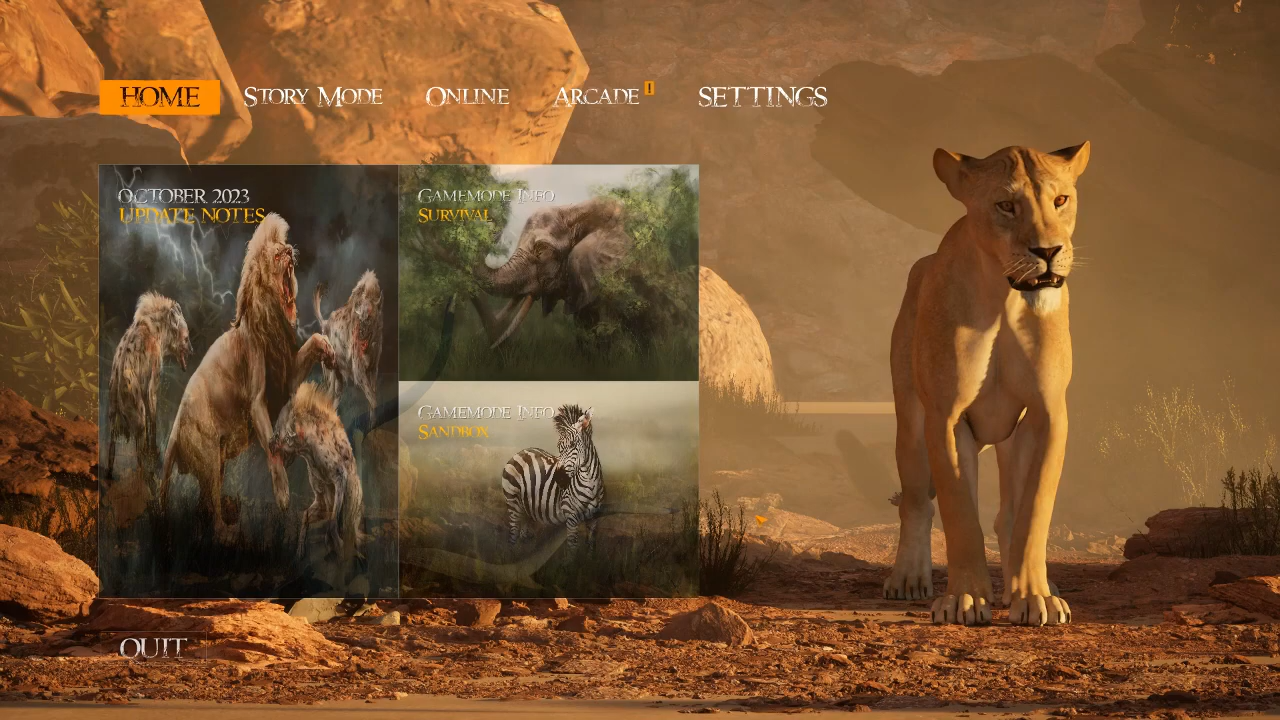 HOME
STORY MODE
ONLINE
ARCADE !
SETTINGS
OCTOBER 2023
UPDATE NOTES
GAMEMODE INFO
SURVIVAL
GAMEMODE INFO
SANDBOX
QUIT